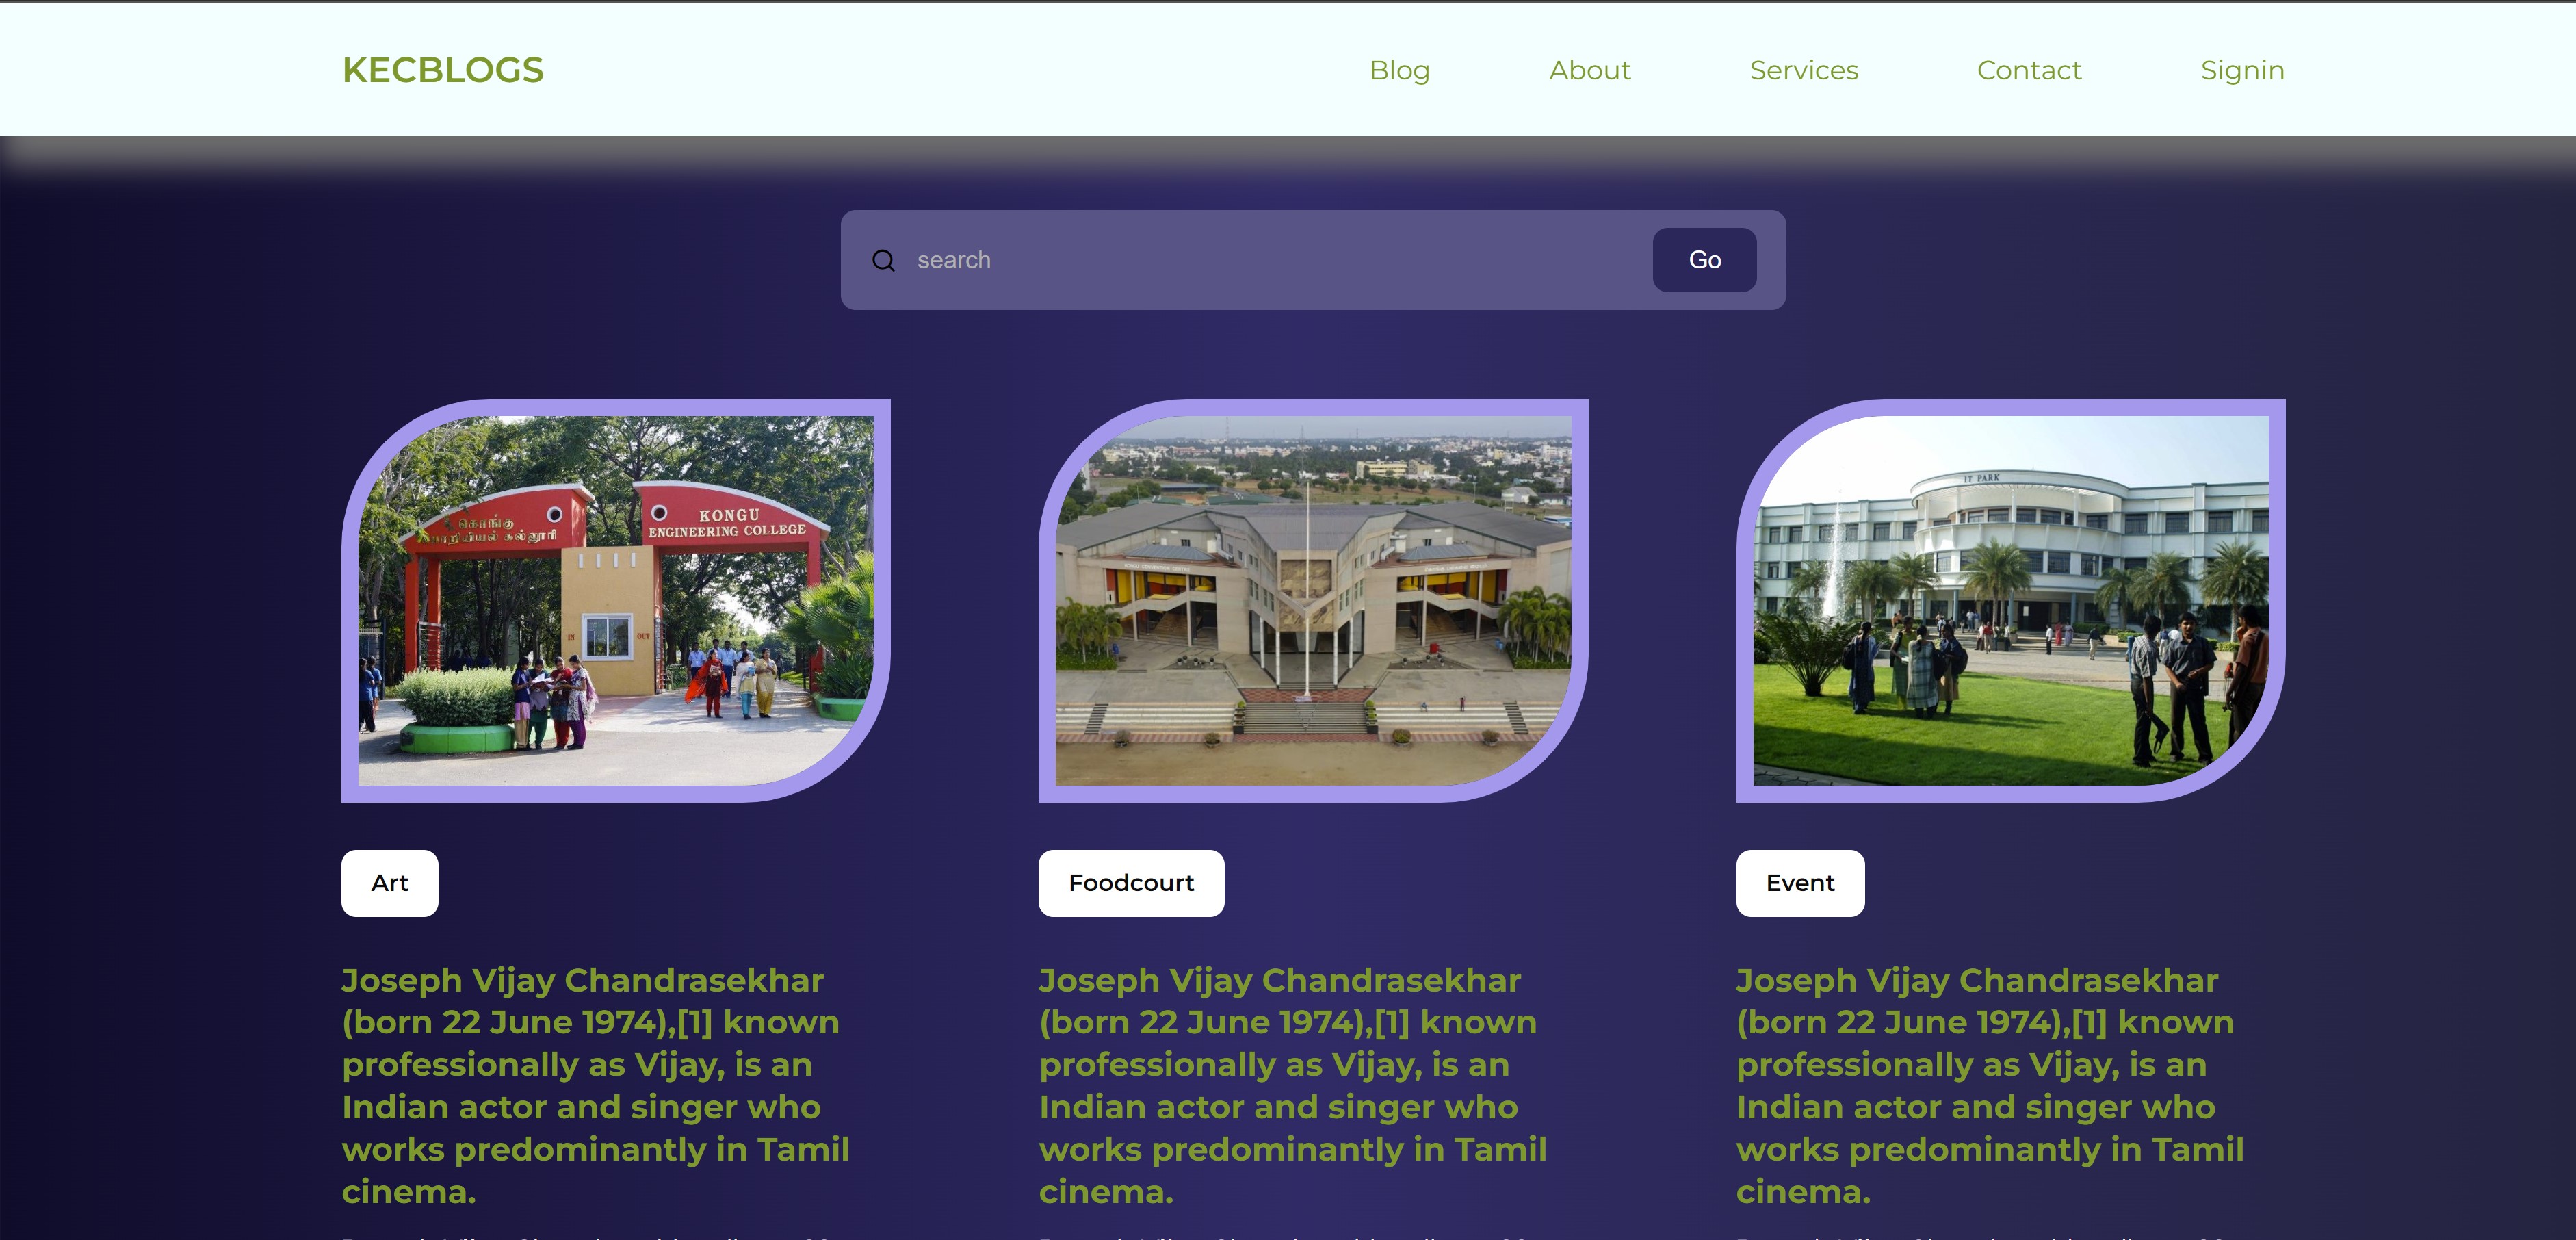 KECBLOGS
Blog About Services Contact Signin
search Go
கொங்கு
பொறியியல் கல்லூரி
KONGU
ENGINEERING COLLEGE
IN OUT
IT PARK
Art
Foodcourt
Event
Joseph Vijay Chandrasekhar
(born 22 June 1974),[1] known
professionally as Vijay, is an
Indian actor and singer who
works predominantly in Tamil
cinema.
Joseph Vijay Chandrasekhar
(born 22 June 1974),[1] known
professionally as Vijay, is an
Indian actor and singer who
works predominantly in Tamil
cinema.
Joseph Vijay Chandrasekhar
(born 22 June 1974),[1] known
professionally as Vijay, is an
Indian actor and singer who
works predominantly in Tamil
cinema.